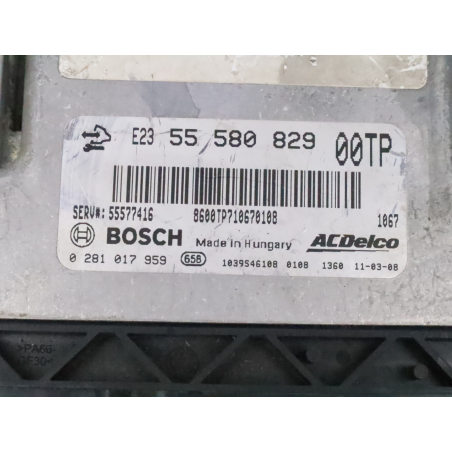 E23 55 580 829 00TP
SERV#: 55577416 8600TP710670108 1067
BOSCH Made in Hungary ACDelco
0 281 017 959 658 1039S46108 0108 1360 11-03-08
>PA66-